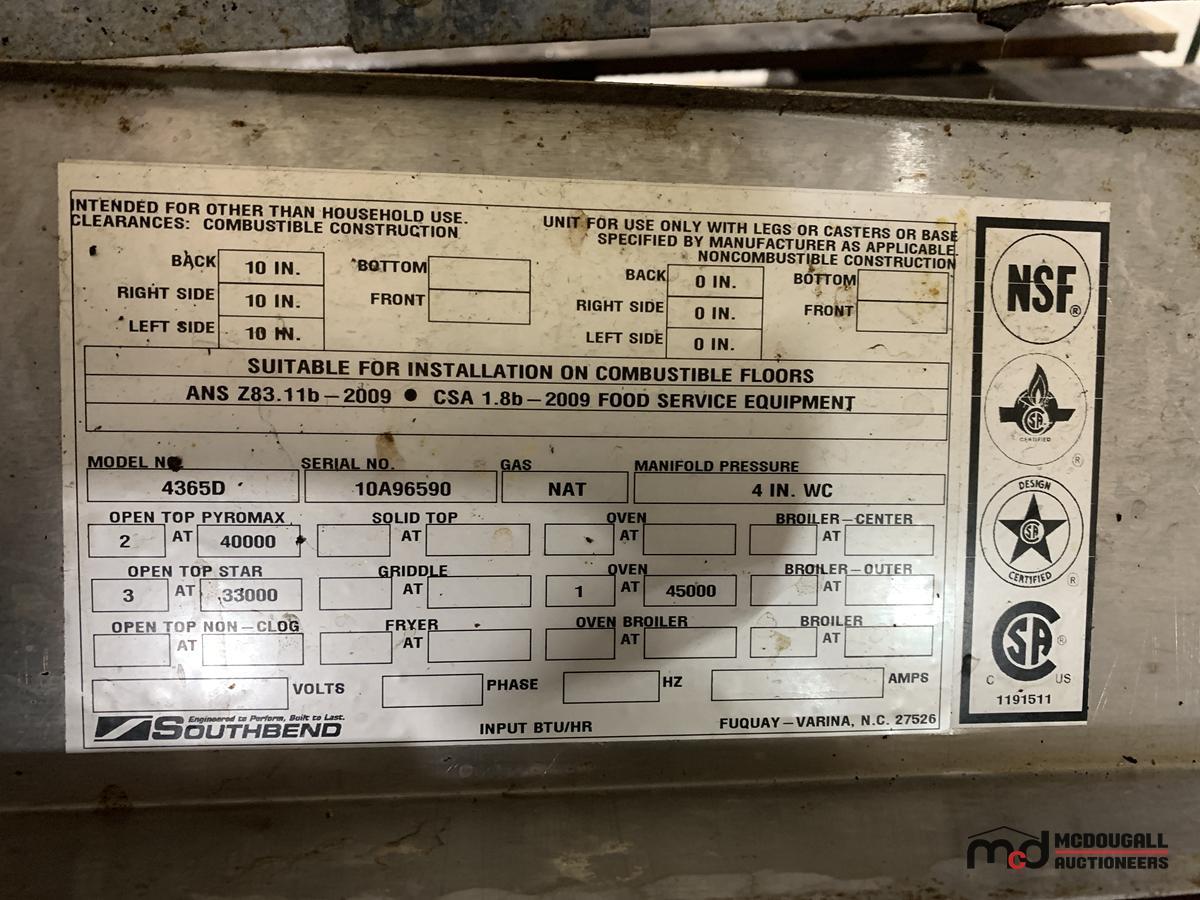 INTENDED FOR OTHER THAN HOUSEHOLD USE.
CLEARANCES: COMBUSTIBLE CONSTRUCTION
BACK 10 IN. BOTTOM
RIGHT SIDE 10 IN. FRONT
LEFT SIDE 10 IN.
UNIT FOR USE ONLY WITH LEGS OR CASTERS OR BASE
SPECIFIED BY MANUFACTURER AS APPLICABLE.
NONCOMBUSTIBLE CONSTRUCTION
BACK 0 IN. BOTTOM
RIGHT SIDE 0 IN. FRONT
LEFT SIDE 0 IN.
SUITABLE FOR INSTALLATION ON COMBUSTIBLE FLOORS
ANS Z83.11b-2009 ● CSA 1.8b-2009 FOOD SERVICE EQUIPMENT
MODEL NO. SERIAL NO. GAS MANIFOLD PRESSURE
4365D 10A96590 NAT 4 IN. WC
OPEN TOP PYROMAX SOLID TOP OVEN BROILER-CENTER
2 AT 40000 AT AT AT
OPEN TOP STAR GRIDDLE OVEN BROILER-OUTER
3 AT 33000 AT 1 AT 45000 AT
OPEN TOP NON-CLOG FRYER OVEN BROILER BROILER
AT AT AT AT
VOLTS PHASE HZ AMPS
Engineered to Perform, Built to Last.
SOUTHBEND INPUT BTU/HR FUQUAY-VARINA, N.C. 27526
NSF®
SA
CERTIFIED
®
DESIGN
SA
CERTIFIED
®
SA®
C US
1191511
mcd MCDOUGALL
AUCTIONEERS